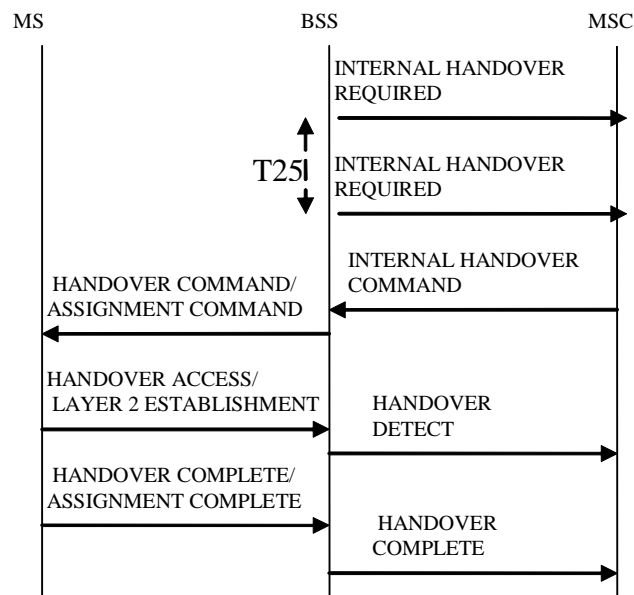 MS
BSS
MSC
INTERNAL HANDOVER
REQUIRED
T25
INTERNAL HANDOVER
REQUIRED
INTERNAL HANDOVER
COMMAND
HANDOVER COMMAND/
ASSIGNMENT COMMAND
HANDOVER ACCESS/
LAYER 2 ESTABLISHMENT
HANDOVER
DETECT
HANDOVER COMPLETE/
ASSIGNMENT COMPLETE
HANDOVER
COMPLETE